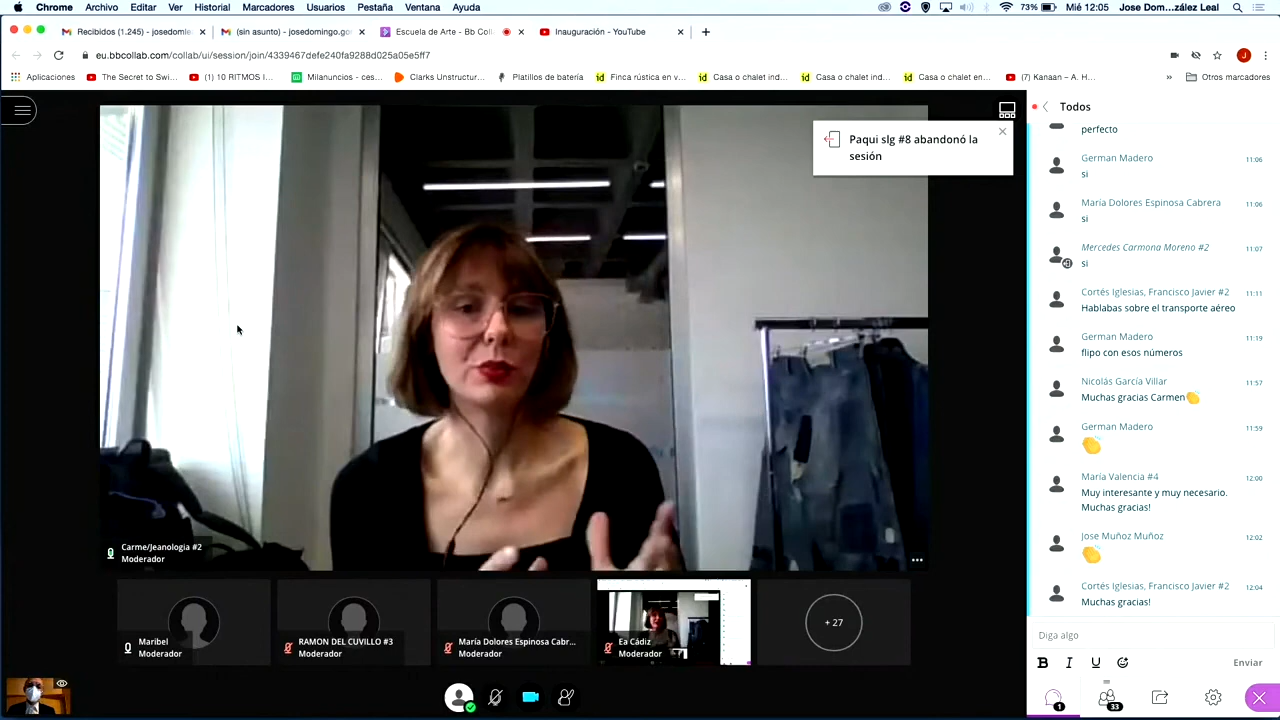 Chrome Archivo Editar Ver Historial Marcadores Usuarios Pestaña Ventana Ayuda 73% Mié 12:05 Jose Dom...zález Leal
Recibidos (1.245) - josedomle (sin asunto) - josedomingo.go Escuela de Arte - Bb Coll Inauguración - YouTube
eu.bbcollab.com/collab/ui/session/join/4339467defe240fa9288d025a05e5ff7 J
Aplicaciones The Secret to Swi... (1) 10 RITMOS I... Milanuncios - ces... Clarks Unstructur... Platillos de batería Finca rústica en v... Casa o chalet ind... Casa o chalet ind... Casa o chalet en... (7) Kanaan – A. H... » Otros marcadores
Paqui slg #8 abandonó la
sesión
Carme/Jeanologia #2
Moderador
Maribel
Moderador
RAMON DEL CUVILLO #3
Moderador
María Dolores Espinosa Cabr...
Moderador
Ea Cádiz
Moderador
+ 27
Todos
perfecto
German Madero 11:06
si
María Dolores Espinosa Cabrera 11:06
si
Mercedes Carmona Moreno #2 11:07
si
Cortés Iglesias, Francisco Javier #2 11:11
Hablabas sobre el transporte aéreo
German Madero 11:19
flipo con esos números
Nicolás García Villar 11:57
Muchas gracias Carmen👏
German Madero 11:59
👏
María Valencia #4 12:00
Muy interesante y muy necesario.
Muchas gracias!
Jose Muñoz Muñoz 12:02
👏
Cortés Iglesias, Francisco Javier #2 12:04
Muchas gracias!
Diga algo
B I U Enviar
1 33